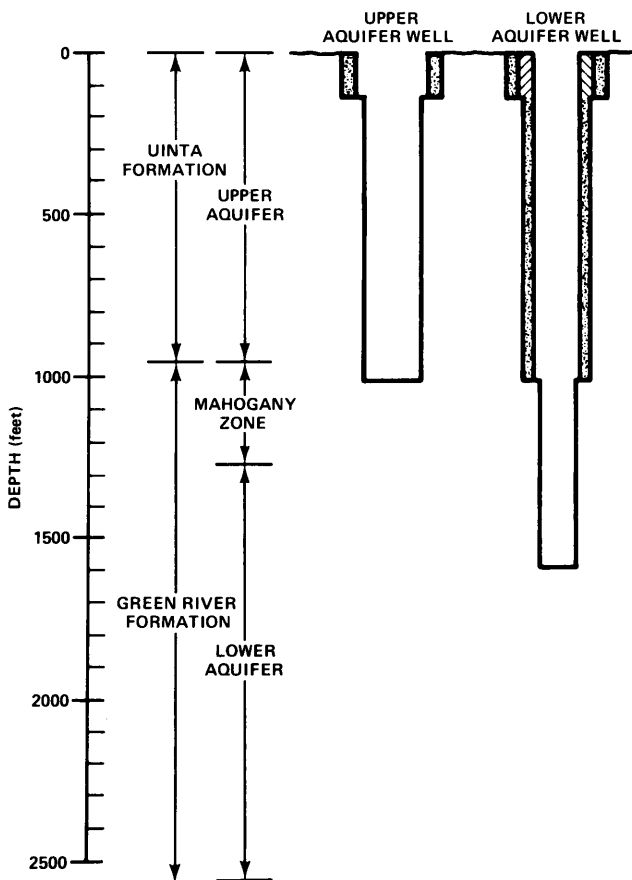 UPPER
AQUIFER WELL
LOWER
AQUIFER WELL
0
UINTA
FORMATION
UPPER
AQUIFER
500
1000
MAHOGANY
ZONE
DEPTH (feet)
1500
GREEN RIVER
FORMATION
LOWER
AQUIFER
2000
2500